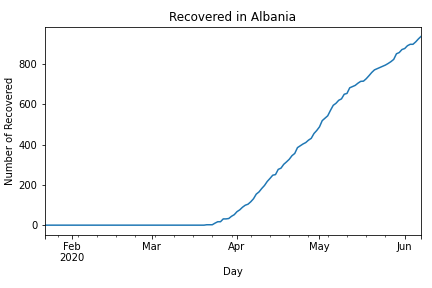 Recovered in Albania
Number of Recovered
800
600
400
200
0
Feb
2020
Mar
Apr
May
Jun
Day